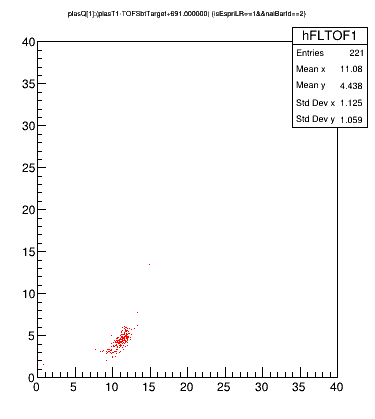 plasQ[1]:(plasT1-TOFSbtTarget+691.000600) {isEspriLR==1&&naiBarId==2}
hFLTOF1
Entries 221
Mean x 11.08
Mean y 4.438
Std Dev x 1.125
Std Dev y 1.059
40
35
30
25
20
15
10
5
0
0 5 10 15 20 25 30 35 40